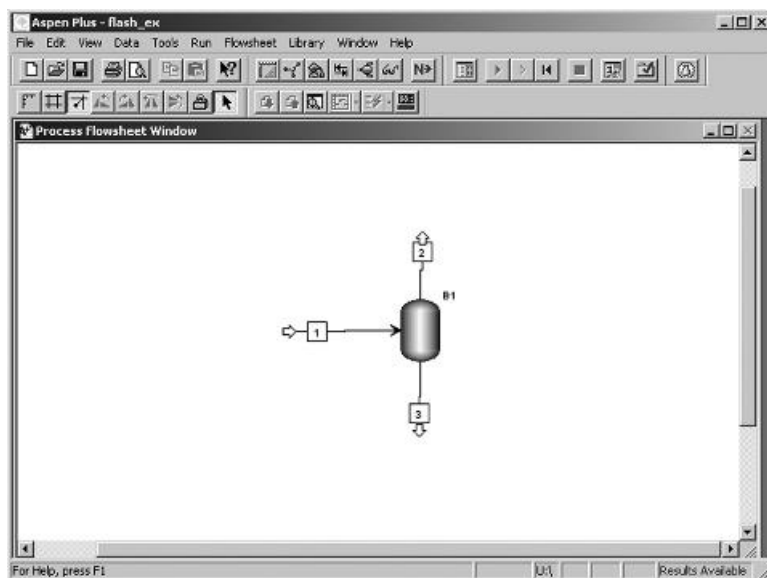 Aspen Plus - flash_ex
File Edit View Data Tools Run Flowsheet Library Window Help
N
Process Flowsheet Window
2
B1
1
3
For Help, press F1
U:\
Results Available